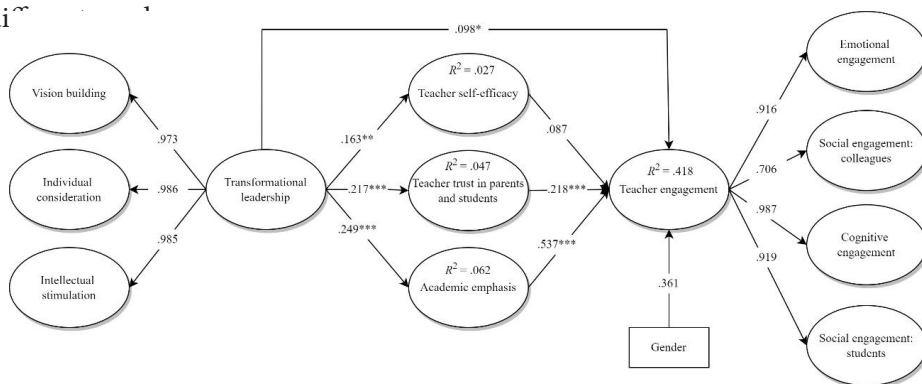 .098*
R² = .027
Teacher self-efficacy
Emotional
engagement
Vision building
.916
.087
.973
.163**
Social engagement:
colleagues
.706
R² = .047
Teacher trust in parents
and students
R² = .418
Teacher engagement
Individual
consideration
.986
Transformational
leadership
.217***
.218***
.987
Cognitive
engagement
.985
.249***
.537***
.919
R² = .062
Academic emphasis
Intellectual
stimulation
.361
Social engagement:
students
Gender